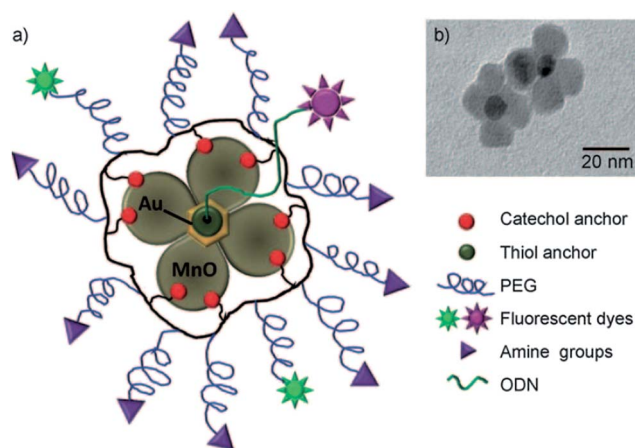 a)
Au
MnO
b)
20 nm
Catechol anchor
Thiol anchor
PEG
Fluorescent dyes
Amine groups
ODN